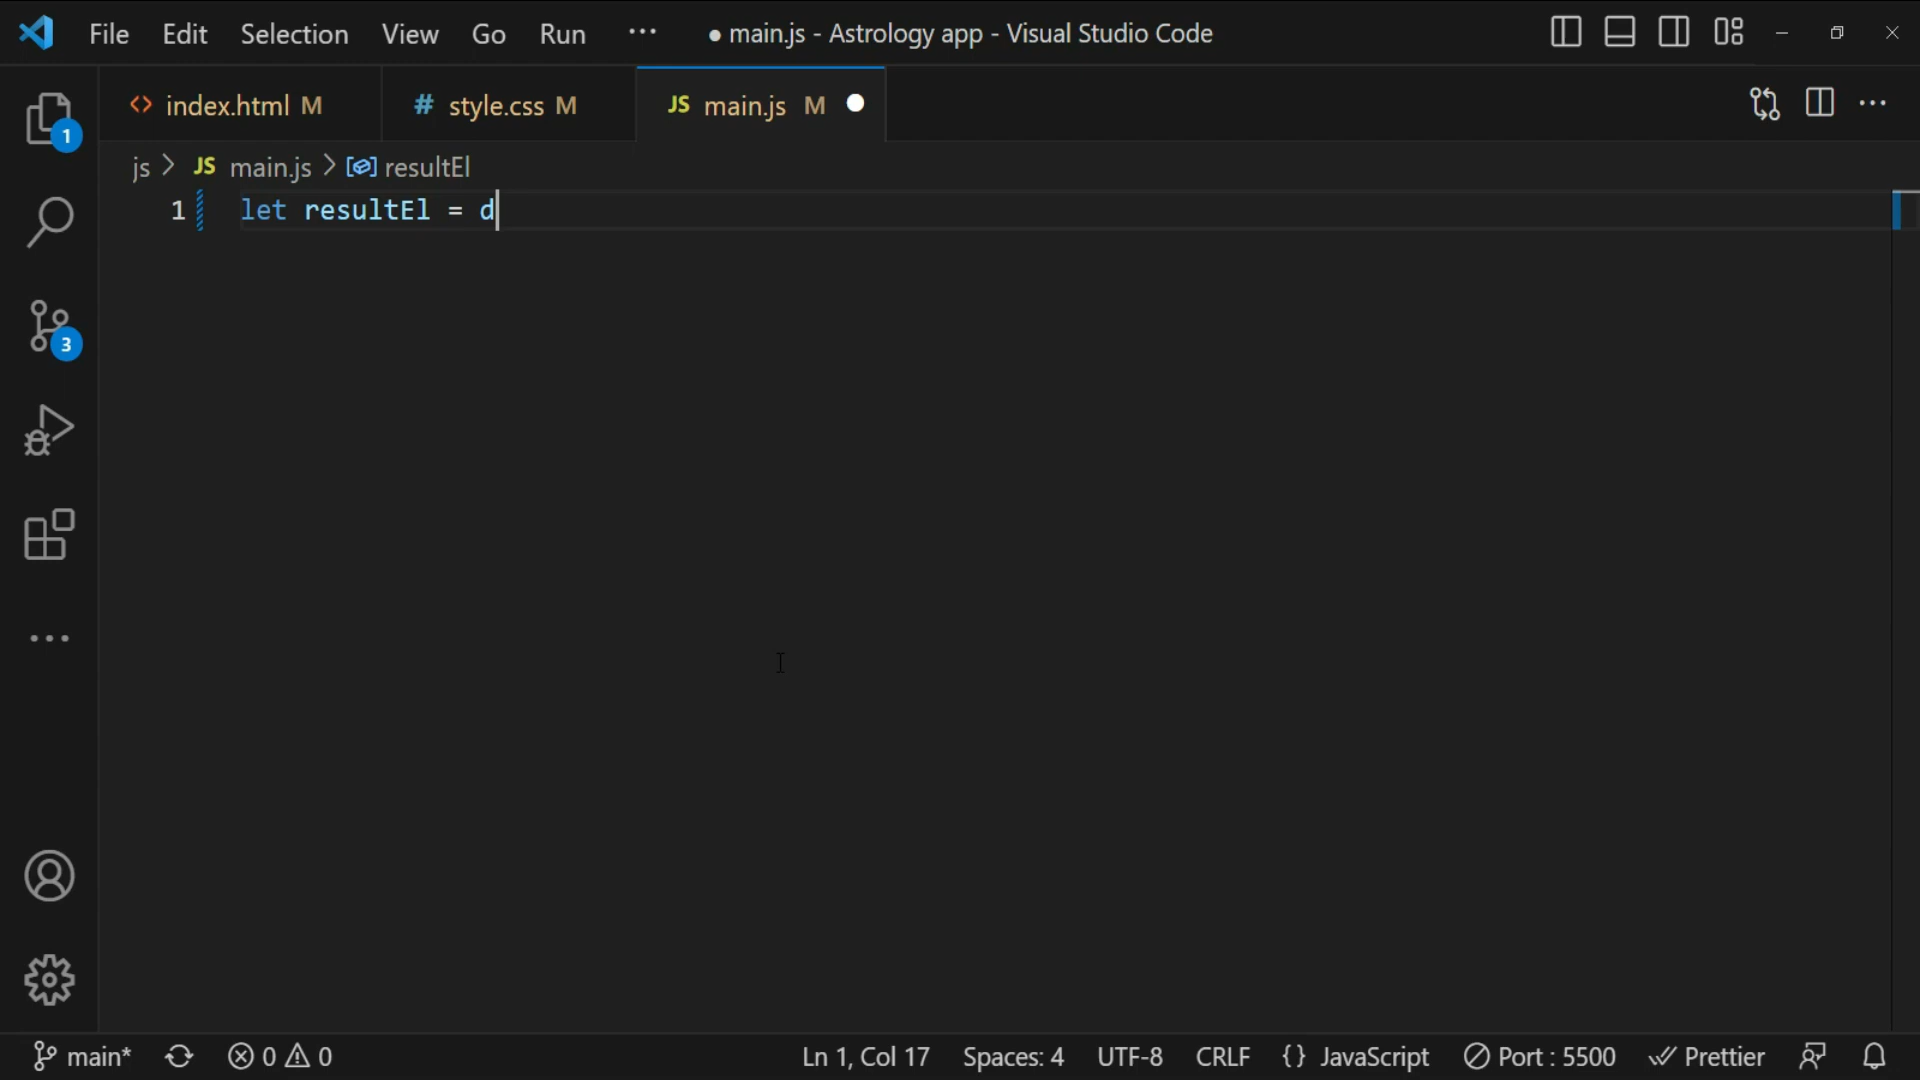 File Edit Selection View Go Run ··· ● main.js - Astrology app - Visual Studio Code
<> index.html M # style.css M JS main.js M ●
js > JS main.js > resultEl
1 let resultEl = d
1
3
main* 0 0 Ln 1, Col 17 Spaces: 4 UTF-8 CRLF {} JavaScript Port : 5500 Prettier